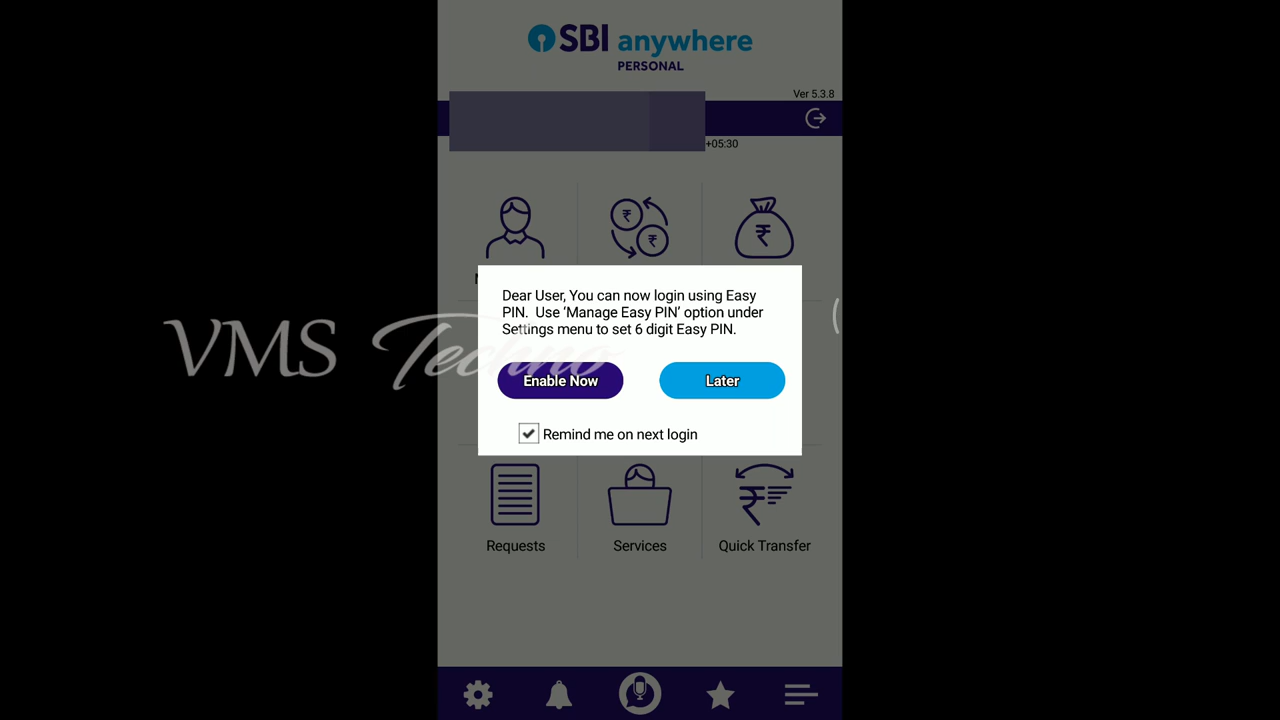 SBI anywhere
PERSONAL
Ver 5.3.8
+05:30
Dear User, You can now login using Easy
PIN. Use ‘Manage Easy PIN’ option under
Settings menu to set 6 digit Easy PIN.
VMS Techno
Enable Now
Later
Remind me on next login
Requests
Services
Quick Transfer